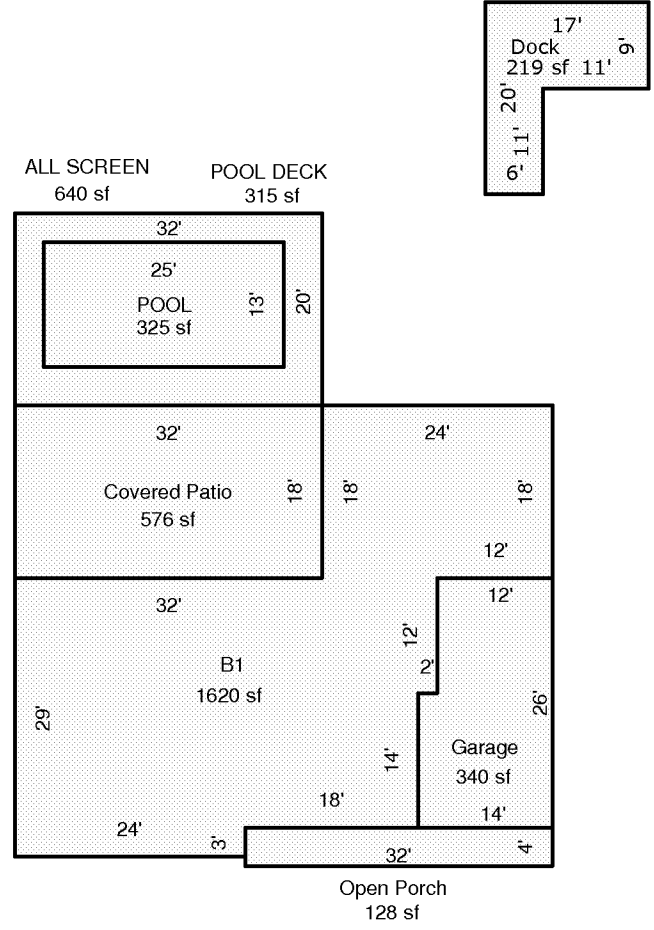 17'
Dock
9'
219 sf 11'
20'
11'
6'
ALL SCREEN
640 sf
POOL DECK
315 sf
32'
25'
POOL
325 sf
13'
20'
32'
Covered Patio
576 sf
18'
18'
24'
18'
12'
32'
12'
12'
B1
1620 sf
2'
29'
26'
14'
Garage
340 sf
18'
14'
24'
3'
32'
4'
Open Porch
128 sf